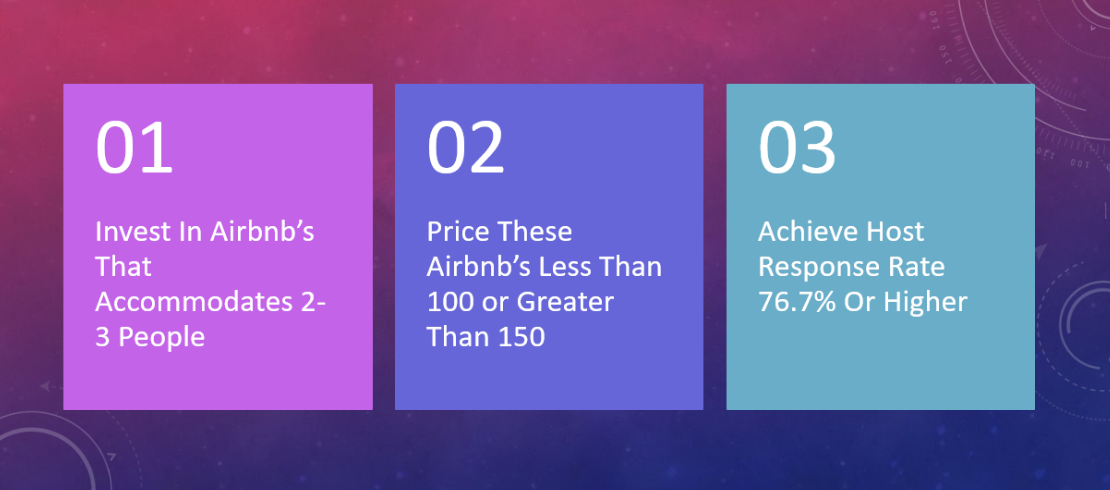 01
Invest In Airbnb’s
That
Accommodates 2-
3 People
02
Price These
Airbnb’s Less Than
100 or Greater
Than 150
03
Achieve Host
Response Rate
76.7% Or Higher
160